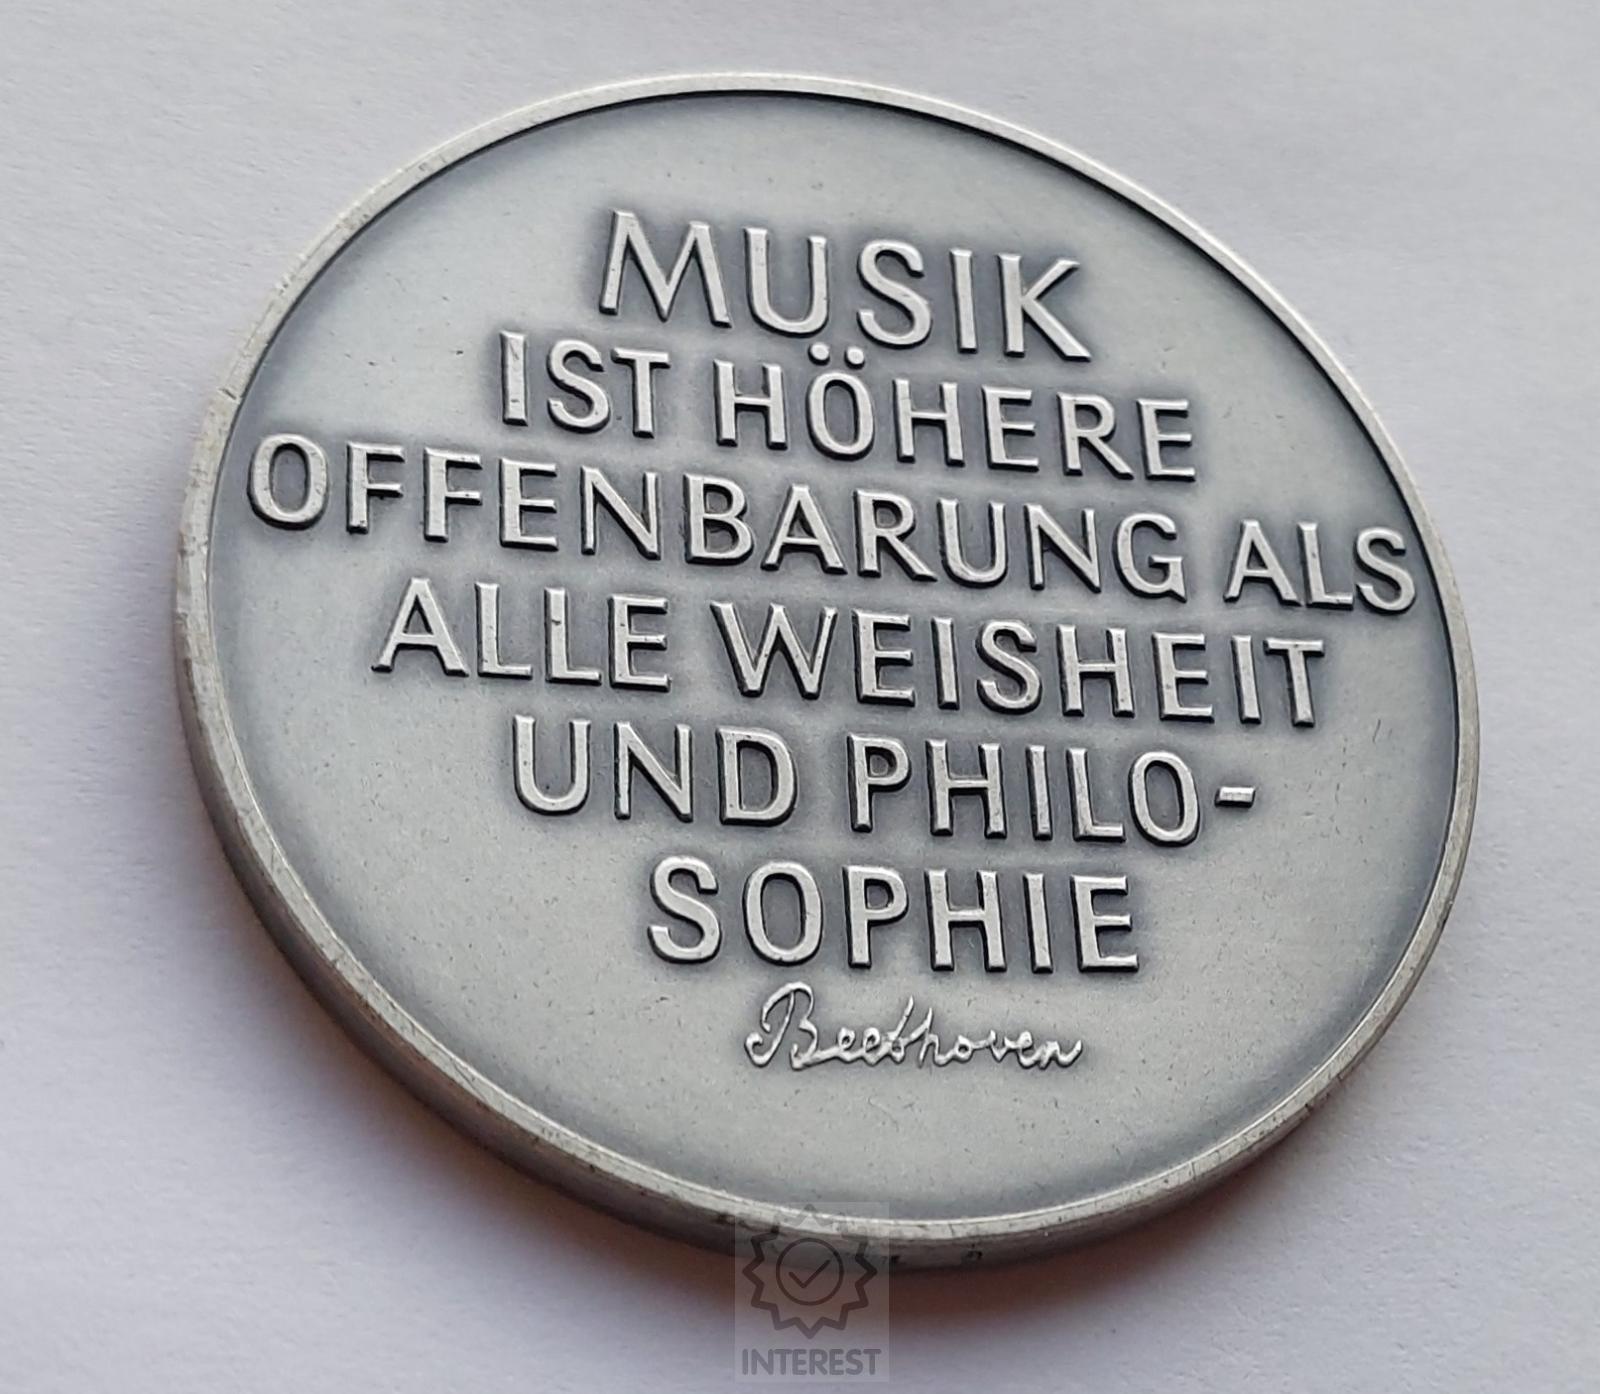 MUSIK
IST HÖHERE
OFFENBARUNG ALS
ALLE WEISHEIT
UND PHILO-
SOPHIE
Beethoven
INTEREST